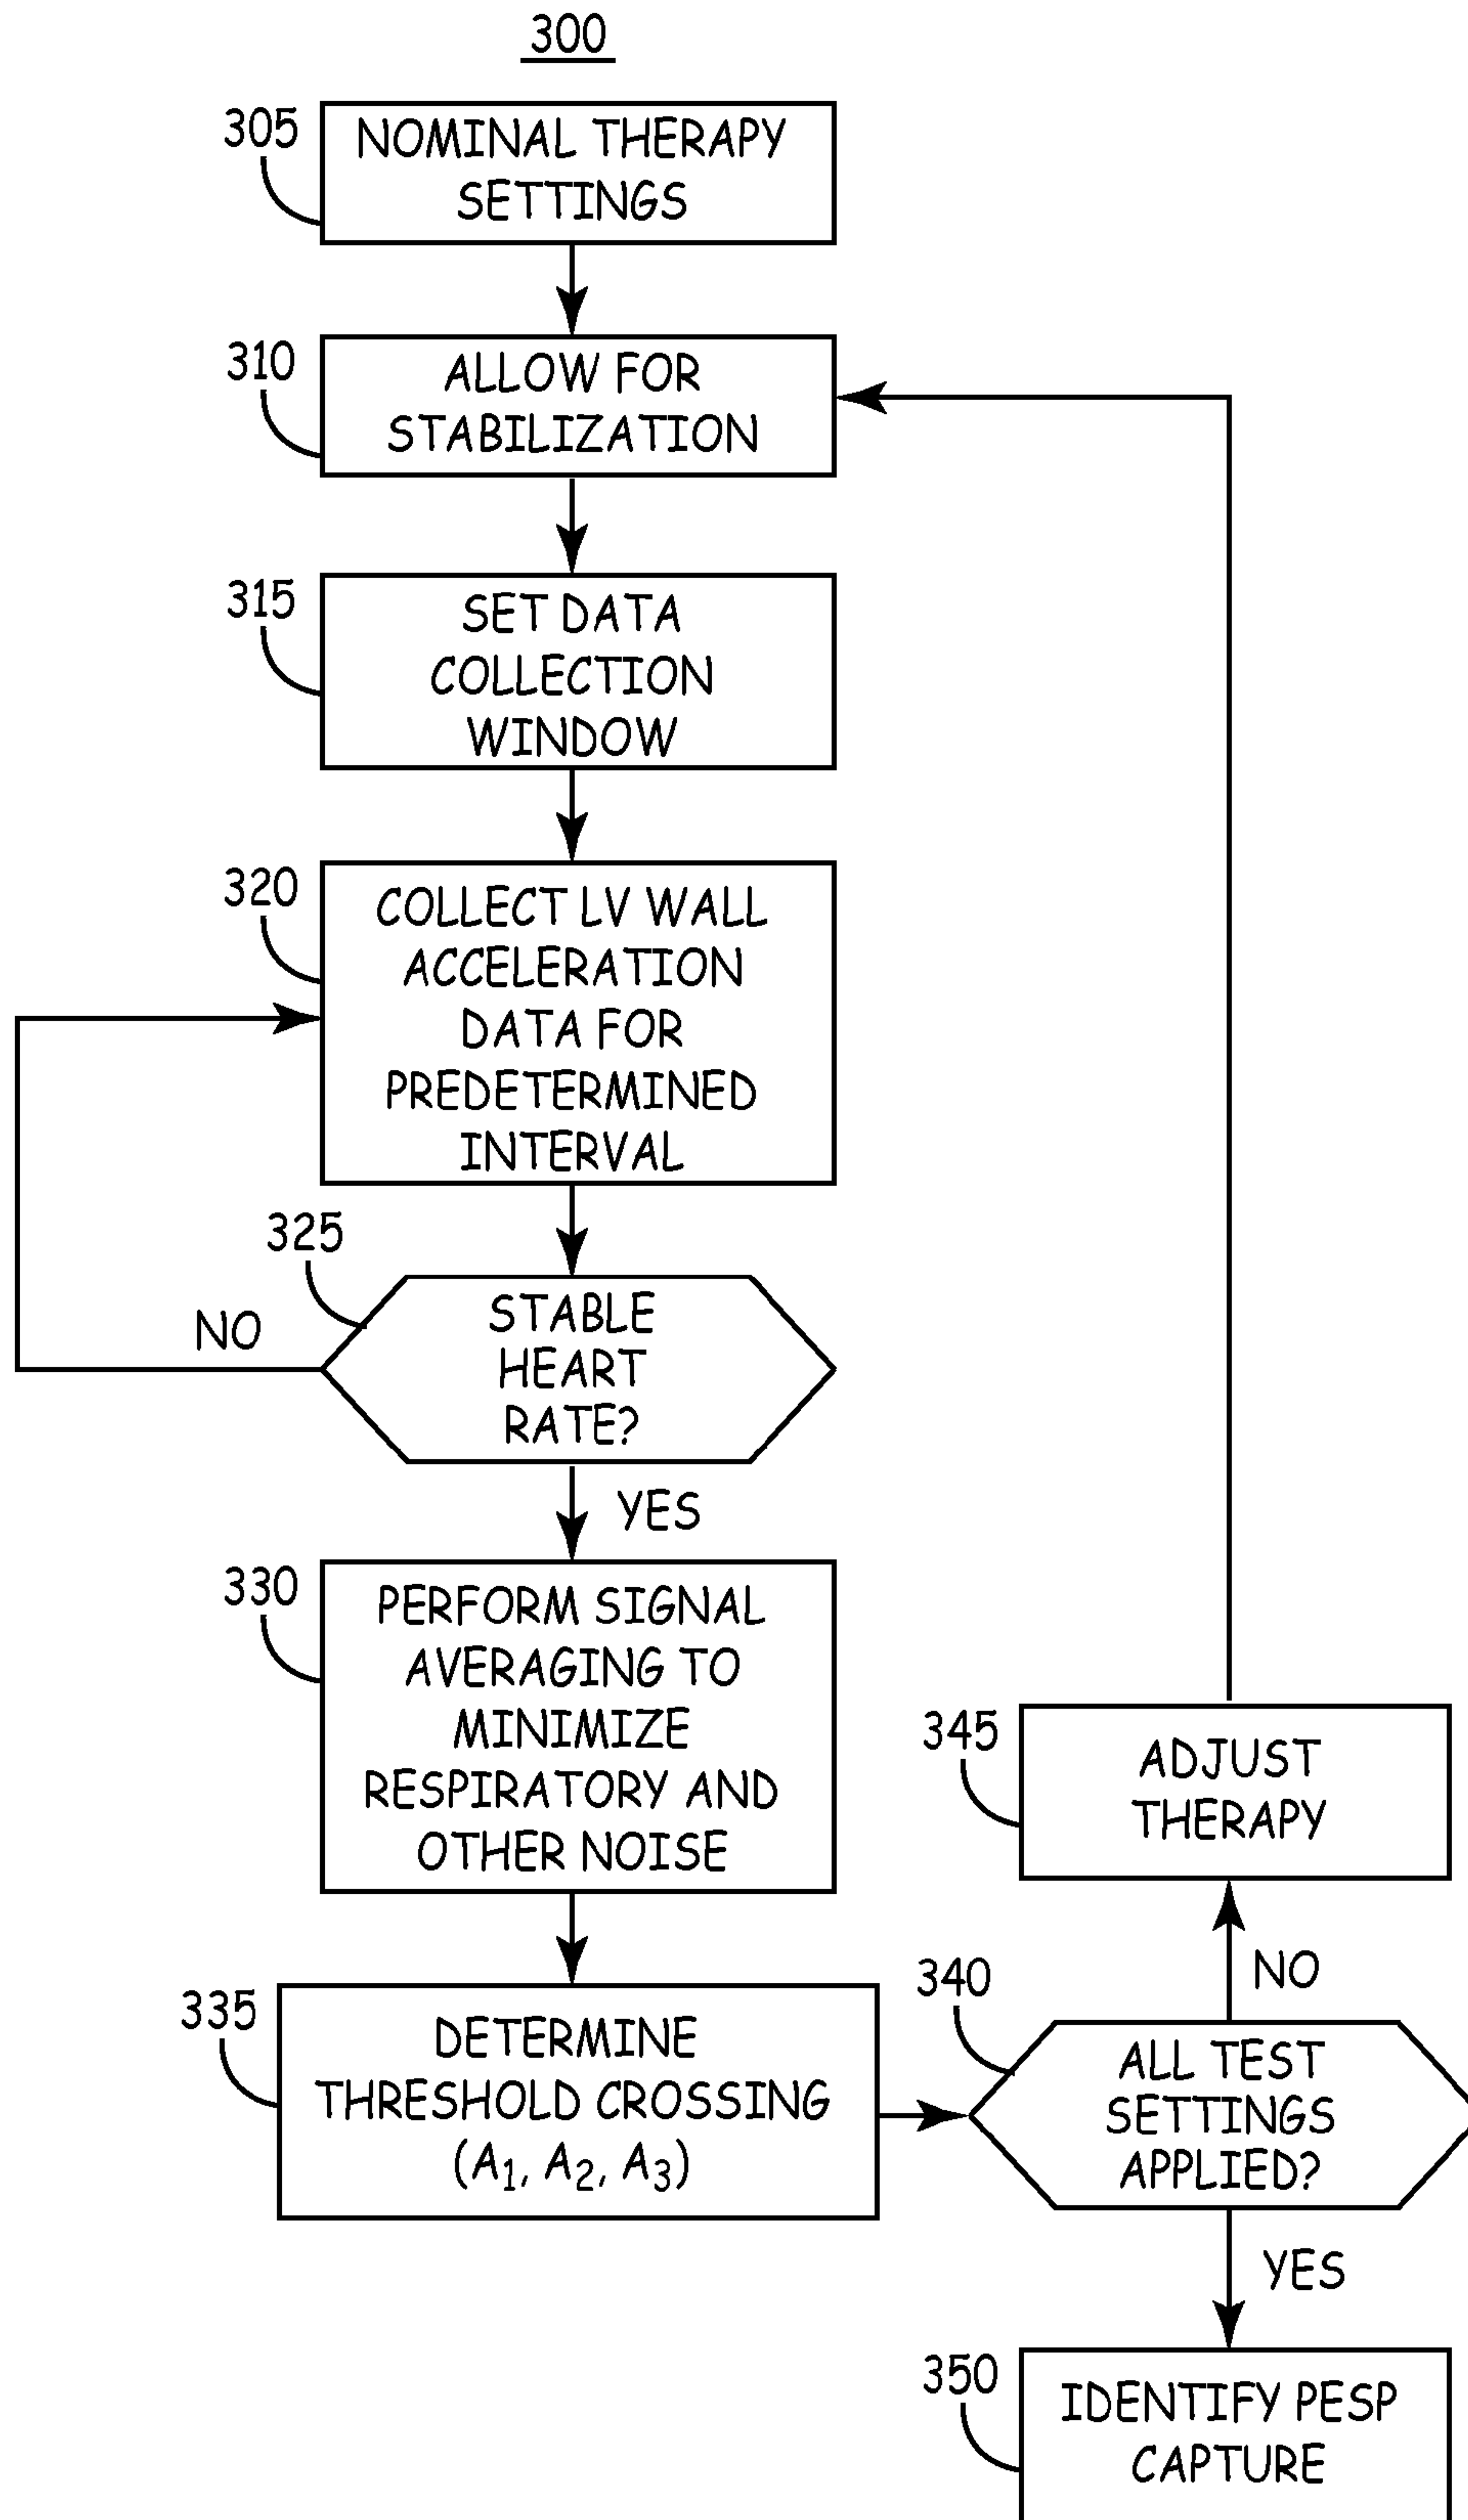 300
305
NOMINAL THERAPY
SETTINGS
310
ALLOW FOR
STABILIZATION
315
SET DATA
COLLECTION
WINDOW
320
COLLECT LV WALL
ACCELERATION
DATA FOR
PREDETERMINED
INTERVAL
325
NO
STABLE
HEART
RATE?
YES
330
PERFORM SIGNAL
AVERAGING TO
MINIMIZE
RESPIRATORY AND
OTHER NOISE
335
DETERMINE
THRESHOLD CROSSING
(A₁, A₂, A₃)
345
ADJUST
THERAPY
NO
340
ALL TEST
SETTINGS
APPLIED?
YES
350
IDENTIFY PESP
CAPTURE